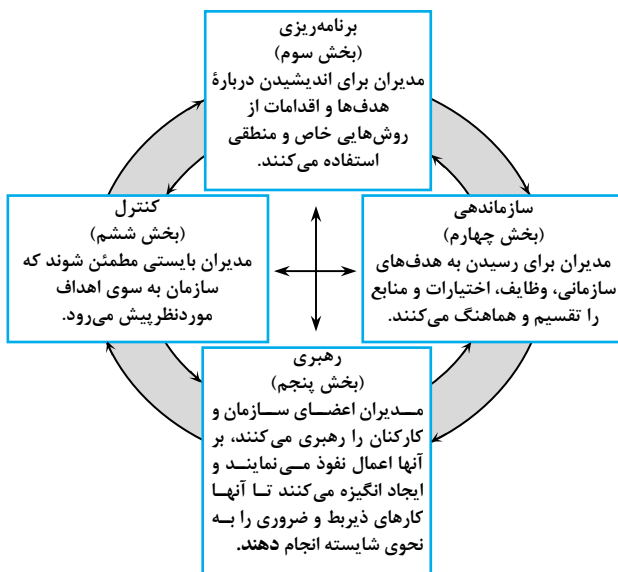 برنامه‌ریزی
(بخش سوم)
مدیران برای اندیشیدن دربارهٔ
هدف‌ها و اقدامات از
روش‌هایی خاص و منطقی
استفاده می‌کنند.
سازماندهی
(بخش چهارم)
مدیران برای رسیدن به هدف‌های
سازمانی، وظایف، اختیارات و منابع
را تقسیم و هماهنگ می‌کنند.
کنترل
(بخش ششم)
مدیران بایستی مطمئن شوند که
سازمان به سوی اهداف
موردنظرپیش می‌رود.
رهبری
(بخش پنجم)
مـدیران اعضـای سـازمان و
کارکنان را رهبری می‌کنند، بر
آنها اعمال نفوذ مـی‌نماینـد و
ایجاد انگیزه می‌کنند تـا آنهـا
کارهای ذیربط و ضروری را بـه
نحوی شایسته انجام دهند.